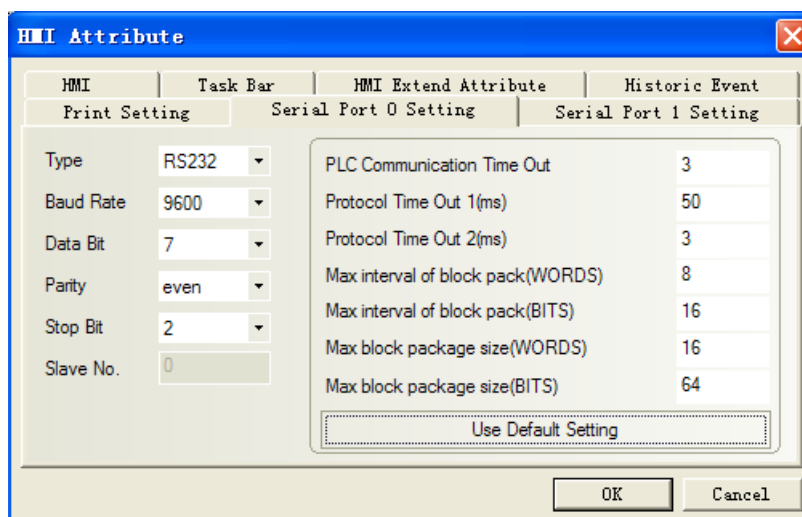 HMI Attribute
HMI Task Bar HMI Extend Attribute Historic Event
Print Setting Serial Port 0 Setting Serial Port 1 Setting
Type RS232
Baud Rate 9600
Data Bit 7
Parity even
Stop Bit 2
Slave No. 0
PLC Communication Time Out 3
Protocol Time Out 1(ms) 50
Protocol Time Out 2(ms) 3
Max interval of block pack(WORDS) 8
Max interval of block pack(BITS) 16
Max block package size(WORDS) 16
Max block package size(BITS) 64
Use Default Setting
OK Cancel